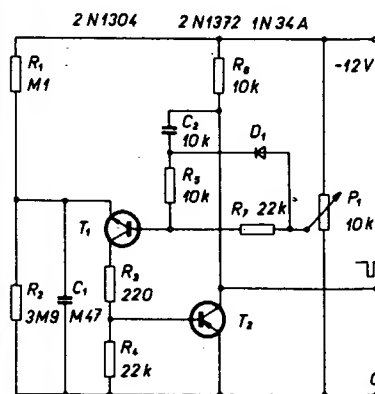 2N1304 2N1372 1N34A
-12V
R1
M1
R6
10k
C2
10k
D1
R5
10k
R7 22k
P1
10k
T1
R2
3M9
C1
M47
R3
220
T2
R4
22k
0